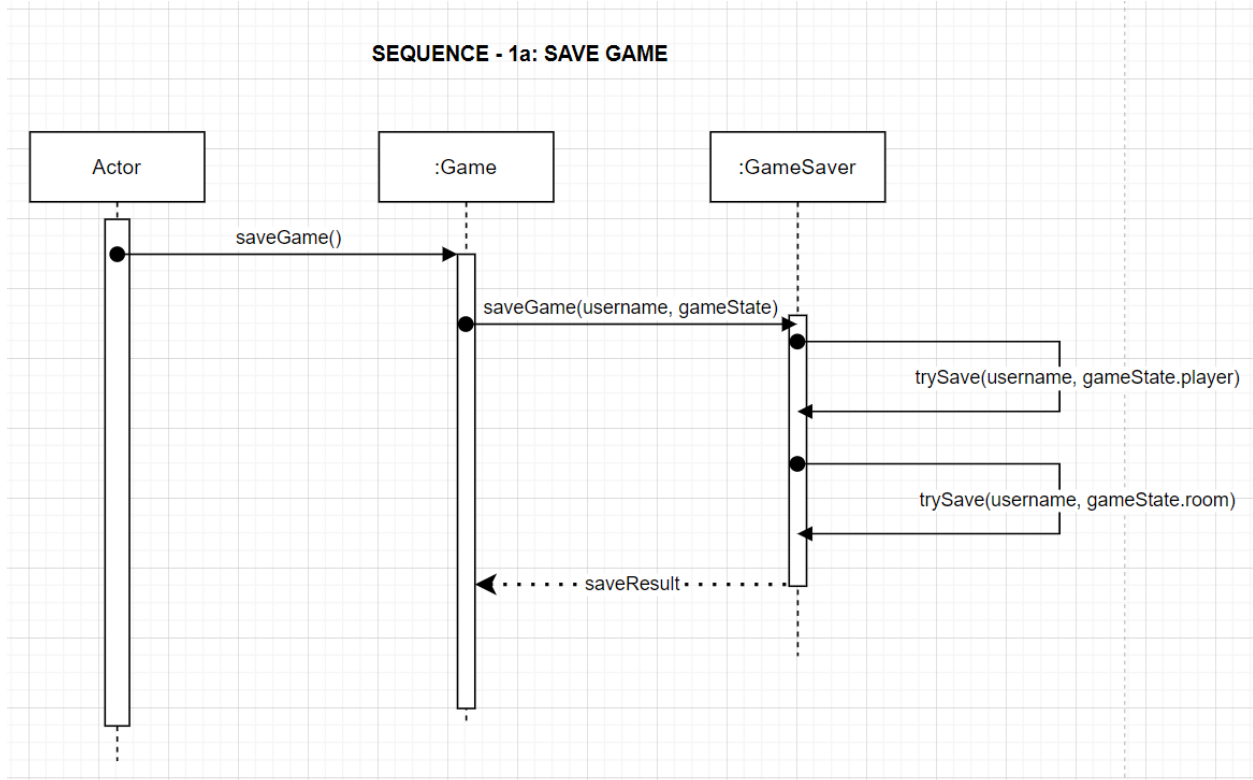 SEQUENCE - 1a: SAVE GAME
Actor
:Game
:GameSaver
saveGame()
saveGame(username, gameState)
trySave(username, gameState.player)
trySave(username, gameState.room)
saveResult